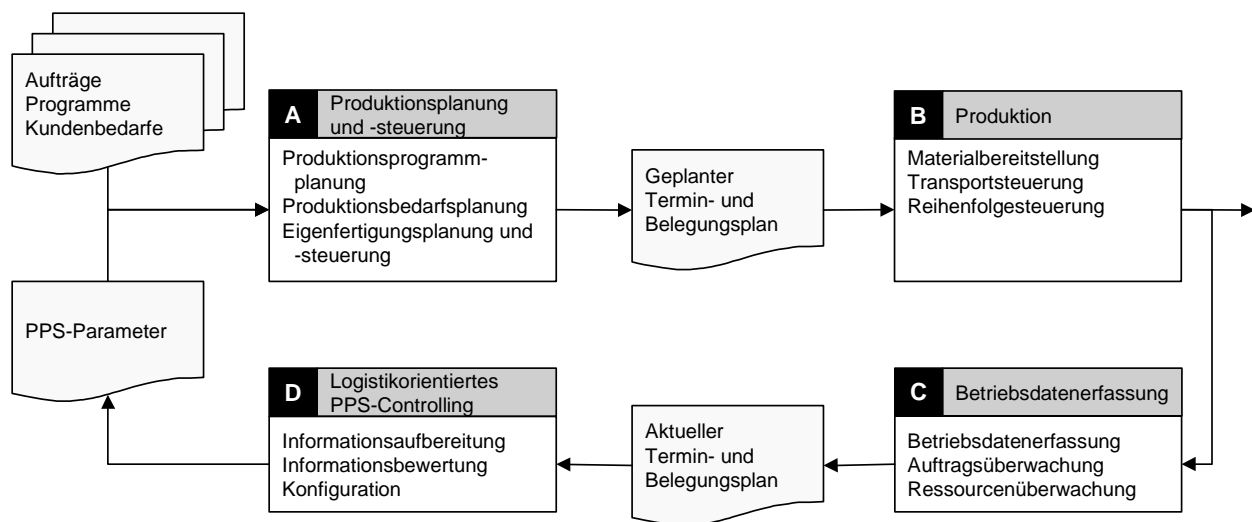 Aufträge
Programme
Kundenbedarfe
A
Produktionsplanung
und -steuerung
Produktionsprogramm-
planung
Produktionsbedarfsplanung
Eigenfertigungsplanung und
-steuerung
Geplanter
Termin- und
Belegungsplan
B
Produktion
Materialbereitstellung
Transportsteuerung
Reihenfolgesteuerung
PPS-Parameter
D
Logistikorientiertes
PPS-Controlling
Informationsaufbereitung
Informationsbewertung
Konfiguration
Aktueller
Termin- und
Belegungsplan
C
Betriebsdatenerfassung
Betriebsdatenerfassung
Auftragsüberwachung
Ressourcenüberwachung